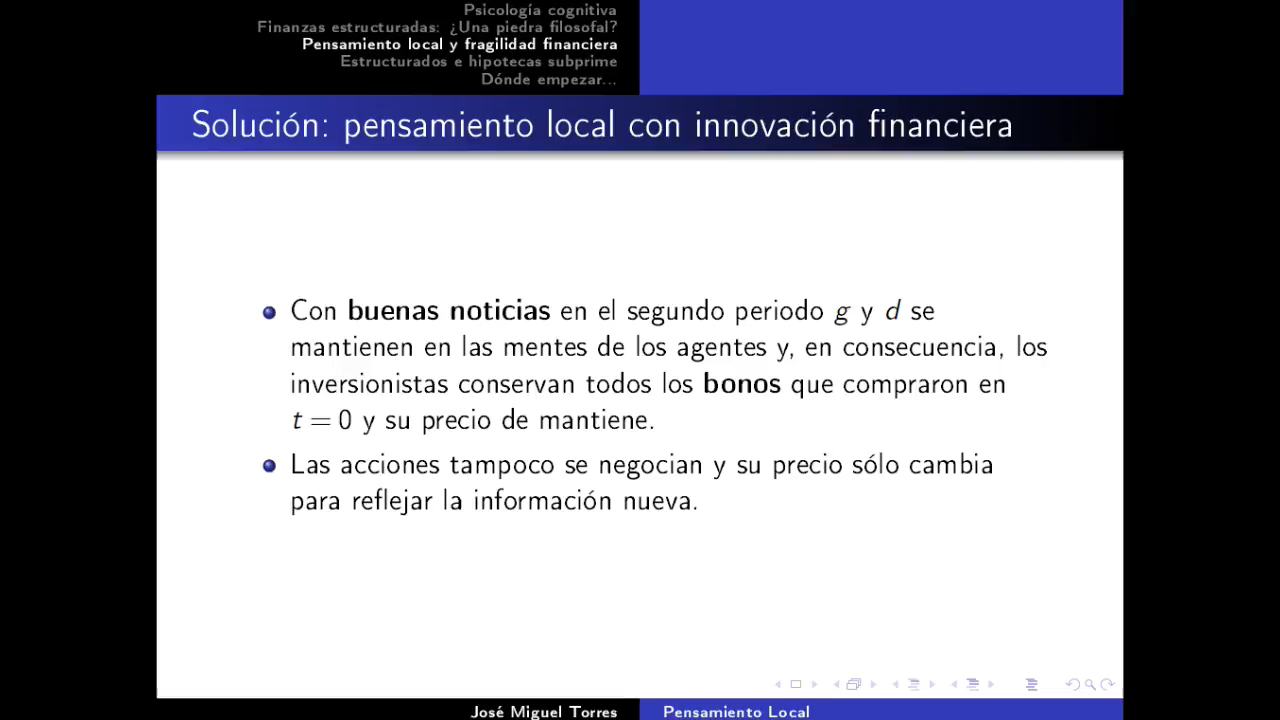 Psicología cognitiva
Finanzas estructuradas: ¿Una piedra filosofal?
Pensamiento local y fragilidad financiera
Estructurados e hipotecas subprime
Dónde empezar...
Solución: pensamiento local con innovación financiera
Con buenas noticias en el segundo periodo g y d se
mantienen en las mentes de los agentes y, en consecuencia, los
inversionistas conservan todos los bonos que compraron en
t = 0 y su precio de mantiene.
Las acciones tampoco se negocian y su precio sólo cambia
para reflejar la información nueva.
José Miguel Torres
Pensamiento Local